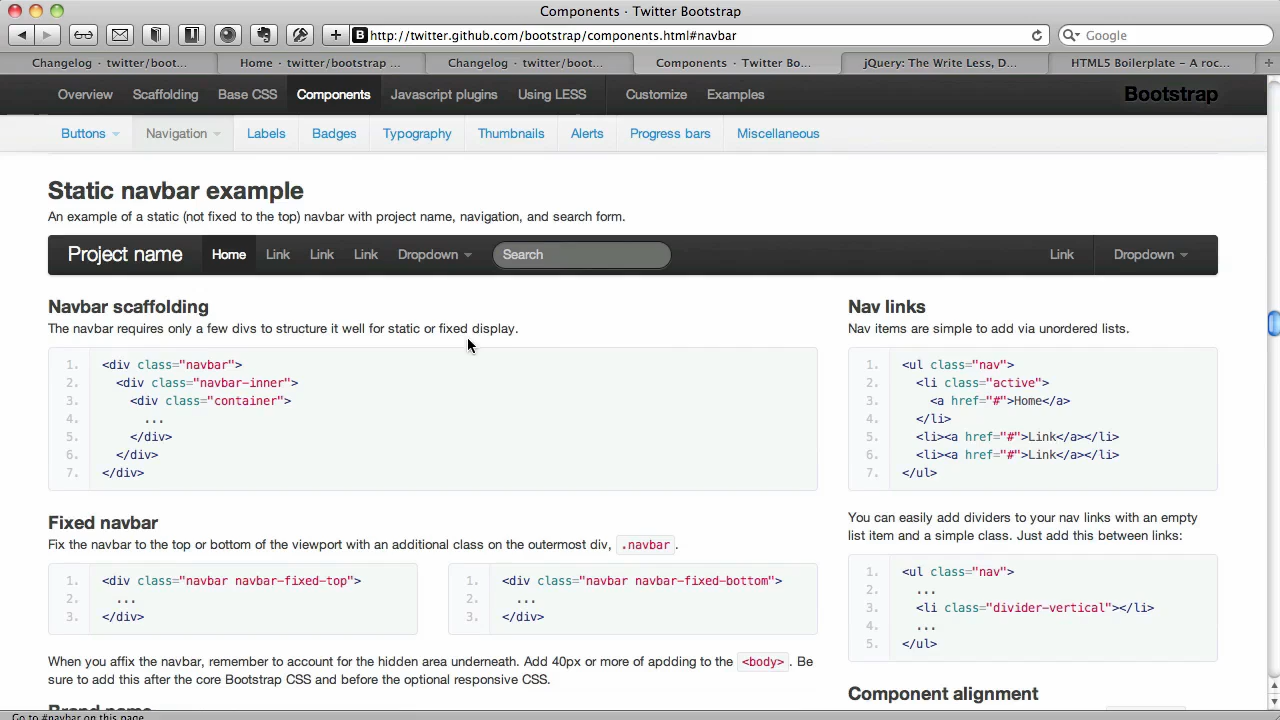 Components · Twitter Bootstrap
http://twitter.github.com/bootstrap/components.html#navbar
Google
Changelog · twitter/boot...
Home · twitter/bootstrap ...
Changelog · twitter/boot...
Components · Twitter Bo...
jQuery: The Write Less, D...
HTML5 Boilerplate – A roc...
Overview Scaffolding Base CSS Components Javascript plugins Using LESS Customize Examples Bootstrap
Buttons Navigation Labels Badges Typography Thumbnails Alerts Progress bars Miscellaneous
Static navbar example
An example of a static (not fixed to the top) navbar with project name, navigation, and search form.
Project name Home Link Link Link Dropdown Search Link Dropdown
Navbar scaffolding
The navbar requires only a few divs to structure it well for static or fixed display.
1. <div class="navbar">
2. <div class="navbar-inner">
3. <div class="container">
4. ...
5. </div>
6. </div>
7. </div>
Fixed navbar
Fix the navbar to the top or bottom of the viewport with an additional class on the outermost div, .navbar.
1. <div class="navbar navbar-fixed-top">
2. ...
3. </div>
1. <div class="navbar navbar-fixed-bottom">
2. ...
3. </div>
When you affix the navbar, remember to account for the hidden area underneath. Add 40px or more of apdding to the <body>. Be
sure to add this after the core Bootstrap CSS and before the optional responsive CSS.
Brand name
Nav links
Nav items are simple to add via unordered lists.
1. <ul class="nav">
2. <li class="active">
3. <a href="#">Home</a>
4. </li>
5. <li><a href="#">Link</a></li>
6. <li><a href="#">Link</a></li>
7. </ul>
You can easily add dividers to your nav links with an empty
list item and a simple class. Just add this between links:
1. <ul class="nav">
2. ...
3. <li class="divider-vertical"></li>
4. ...
5. </ul>
Component alignment
Go to #navbar on this page